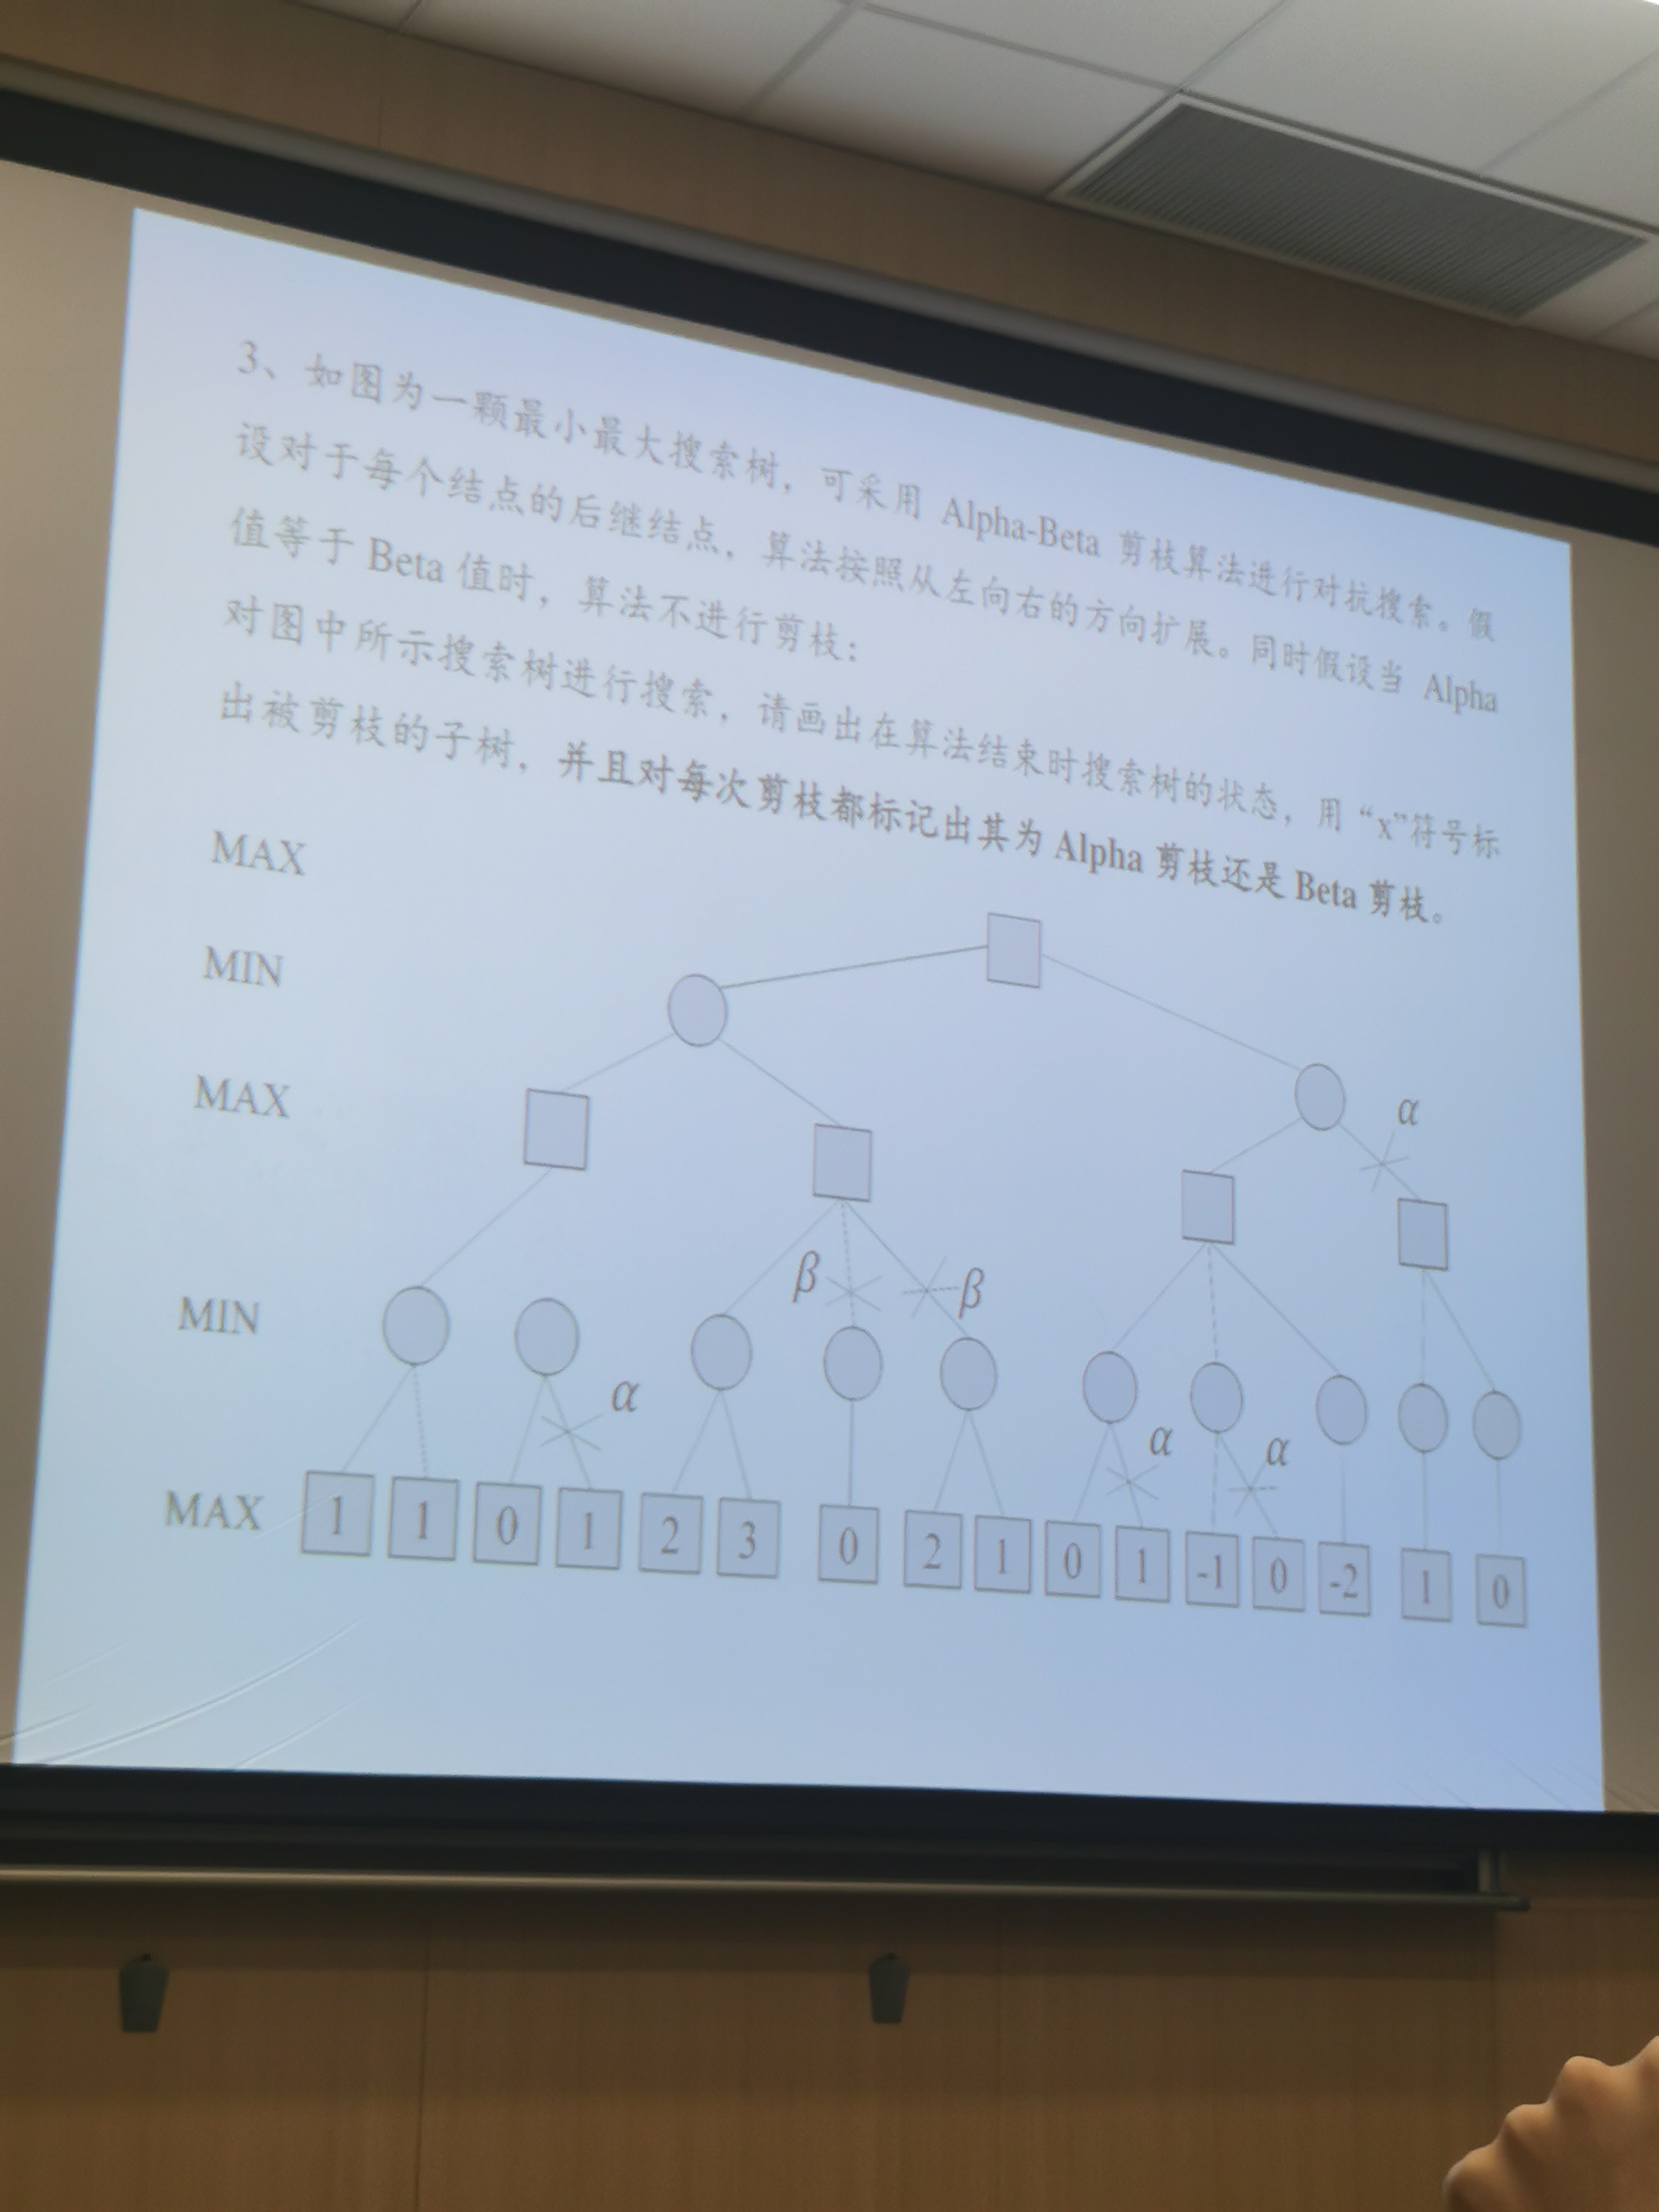 3、如图为一颗最小最大搜索树，可采用 Alpha-Beta 剪枝算法进行对抗搜索。假
设对于每个结点的后继结点，算法按照从左向右的方向扩展。同时假设当 Alpha
值等于 Beta 值时，算法不进行剪枝：
对图中所示搜索树进行搜索，请画出在算法结束时搜索树的状态，用“x”符号标
出被剪枝的子树，并且对每次剪枝都标记出其为 Alpha 剪枝还是 Beta 剪枝。
MAX
MIN
MAX
α
β
β
MIN
α
α
α
MAX
1 1 0 1 2 3 0 2 1 0 1 -1 0 -2 1 0